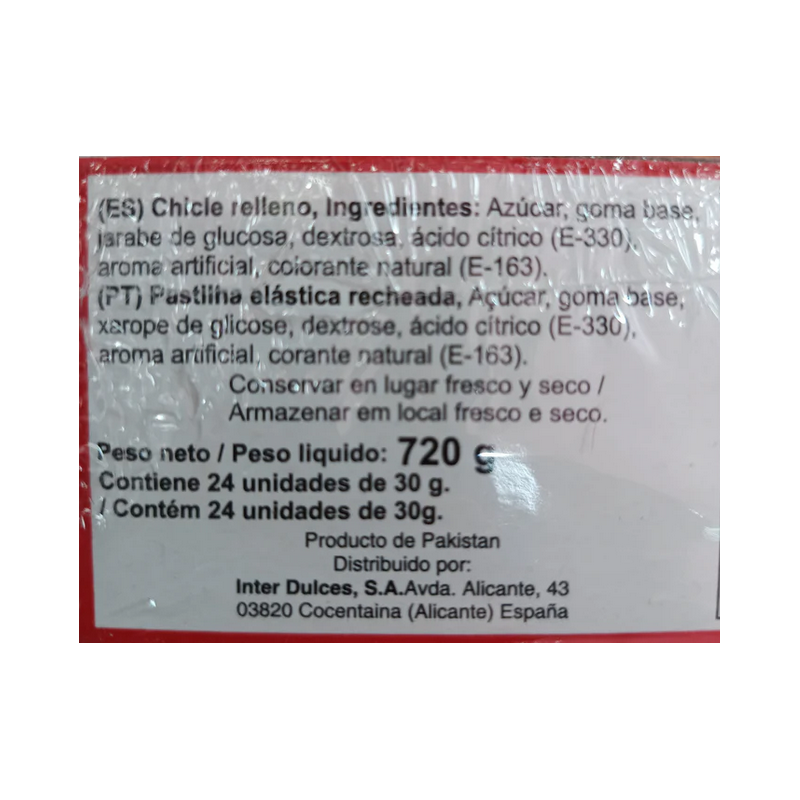 (ES) Chicle relleno, Ingredientes: Azúcar, goma base,
jarabe de glucosa, dextrosa, ácido cítrico (E-330),
aroma artificial, colorante natural (E-163).
(PT) Pastilha elástica recheada, Açúcar, goma base,
xarope de glicose, dextrose, ácido cítrico (E-330),
aroma artificial, corante natural (E-163).
Conservar en lugar fresco y seco /
Armazenar em local fresco e seco.
Peso neto / Peso liquido: 720 g
Contiene 24 unidades de 30 g.
/ Contém 24 unidades de 30g.
Producto de Pakistan
Distribuido por:
Inter Dulces, S.A.Avda. Alicante, 43
03820 Cocentaina (Alicante) España